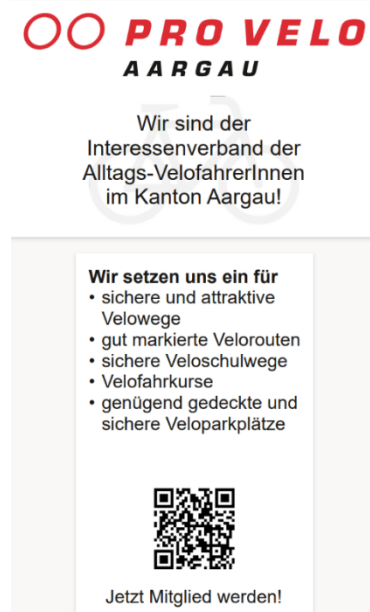 PRO VELO
AARGAU
Wir sind der
Interessenverband der
Alltags-VelofahrerInnen
im Kanton Aargau!
Wir setzen uns ein für
• sichere und attraktive
Velowege
• gut markierte Velorouten
• sichere Veloschulwege
• Velofahrkurse
• genügend gedeckte und
sichere Veloparkplätze
Jetzt Mitglied werden!